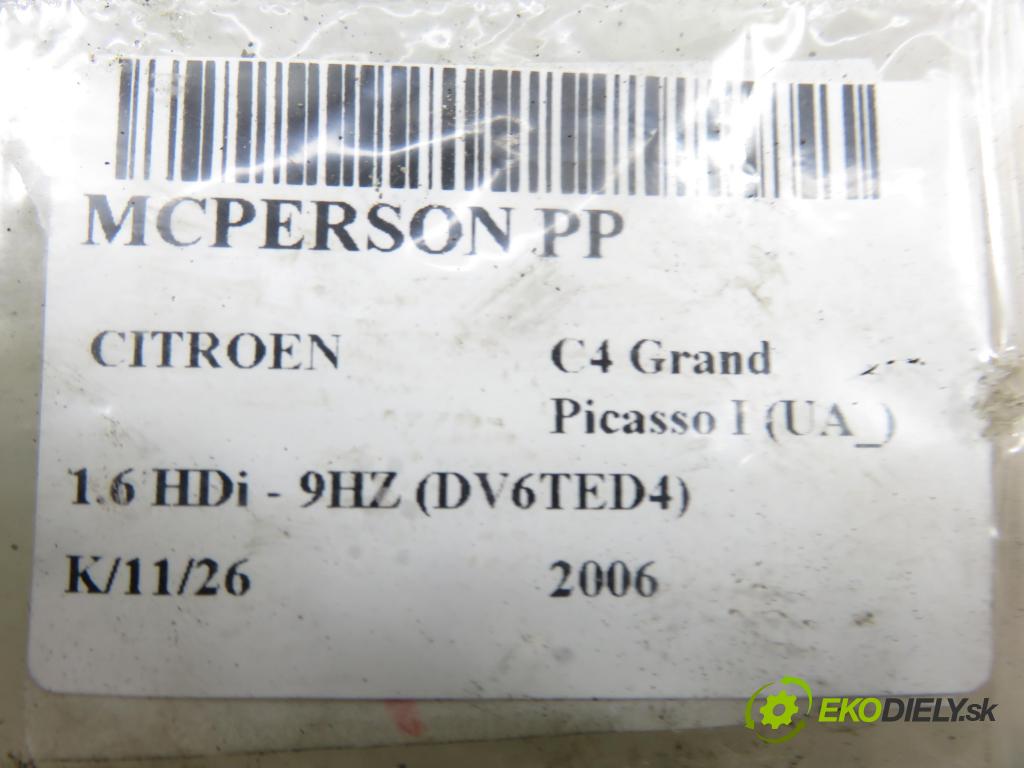 MCPERSON PP
CITROEN C4 Grand
Picasso I (UA_)
1.6 HDi - 9HZ (DV6TED4)
K/11/26 2006
EKODIELY.sk